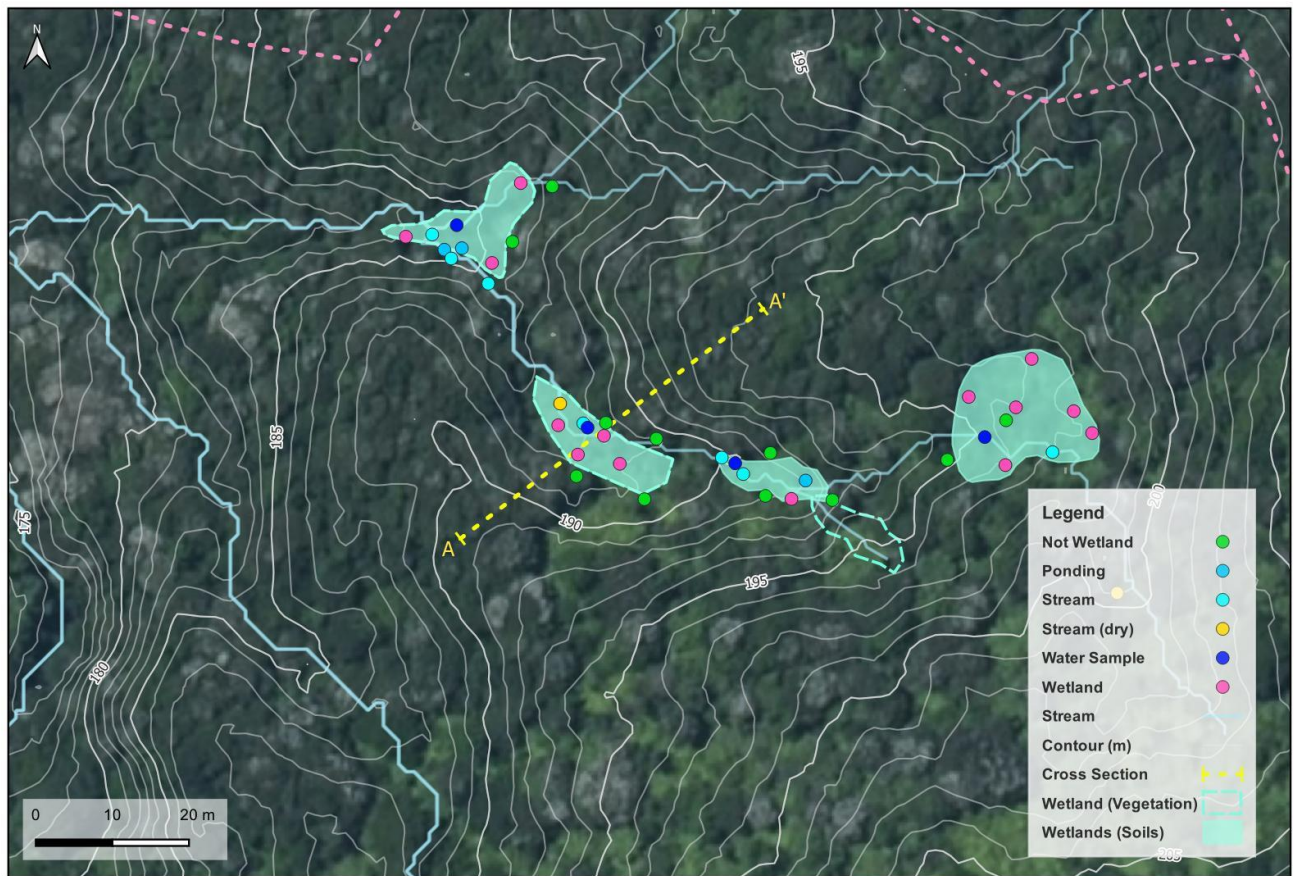 N
195
A'
185
A
190
195
175
200
180
205
0 10 20 m
Legend
Not Wetland
Ponding
Stream
Stream (dry)
Water Sample
Wetland
Stream
Contour (m)
Cross Section
Wetland (Vegetation)
Wetlands (Soils)